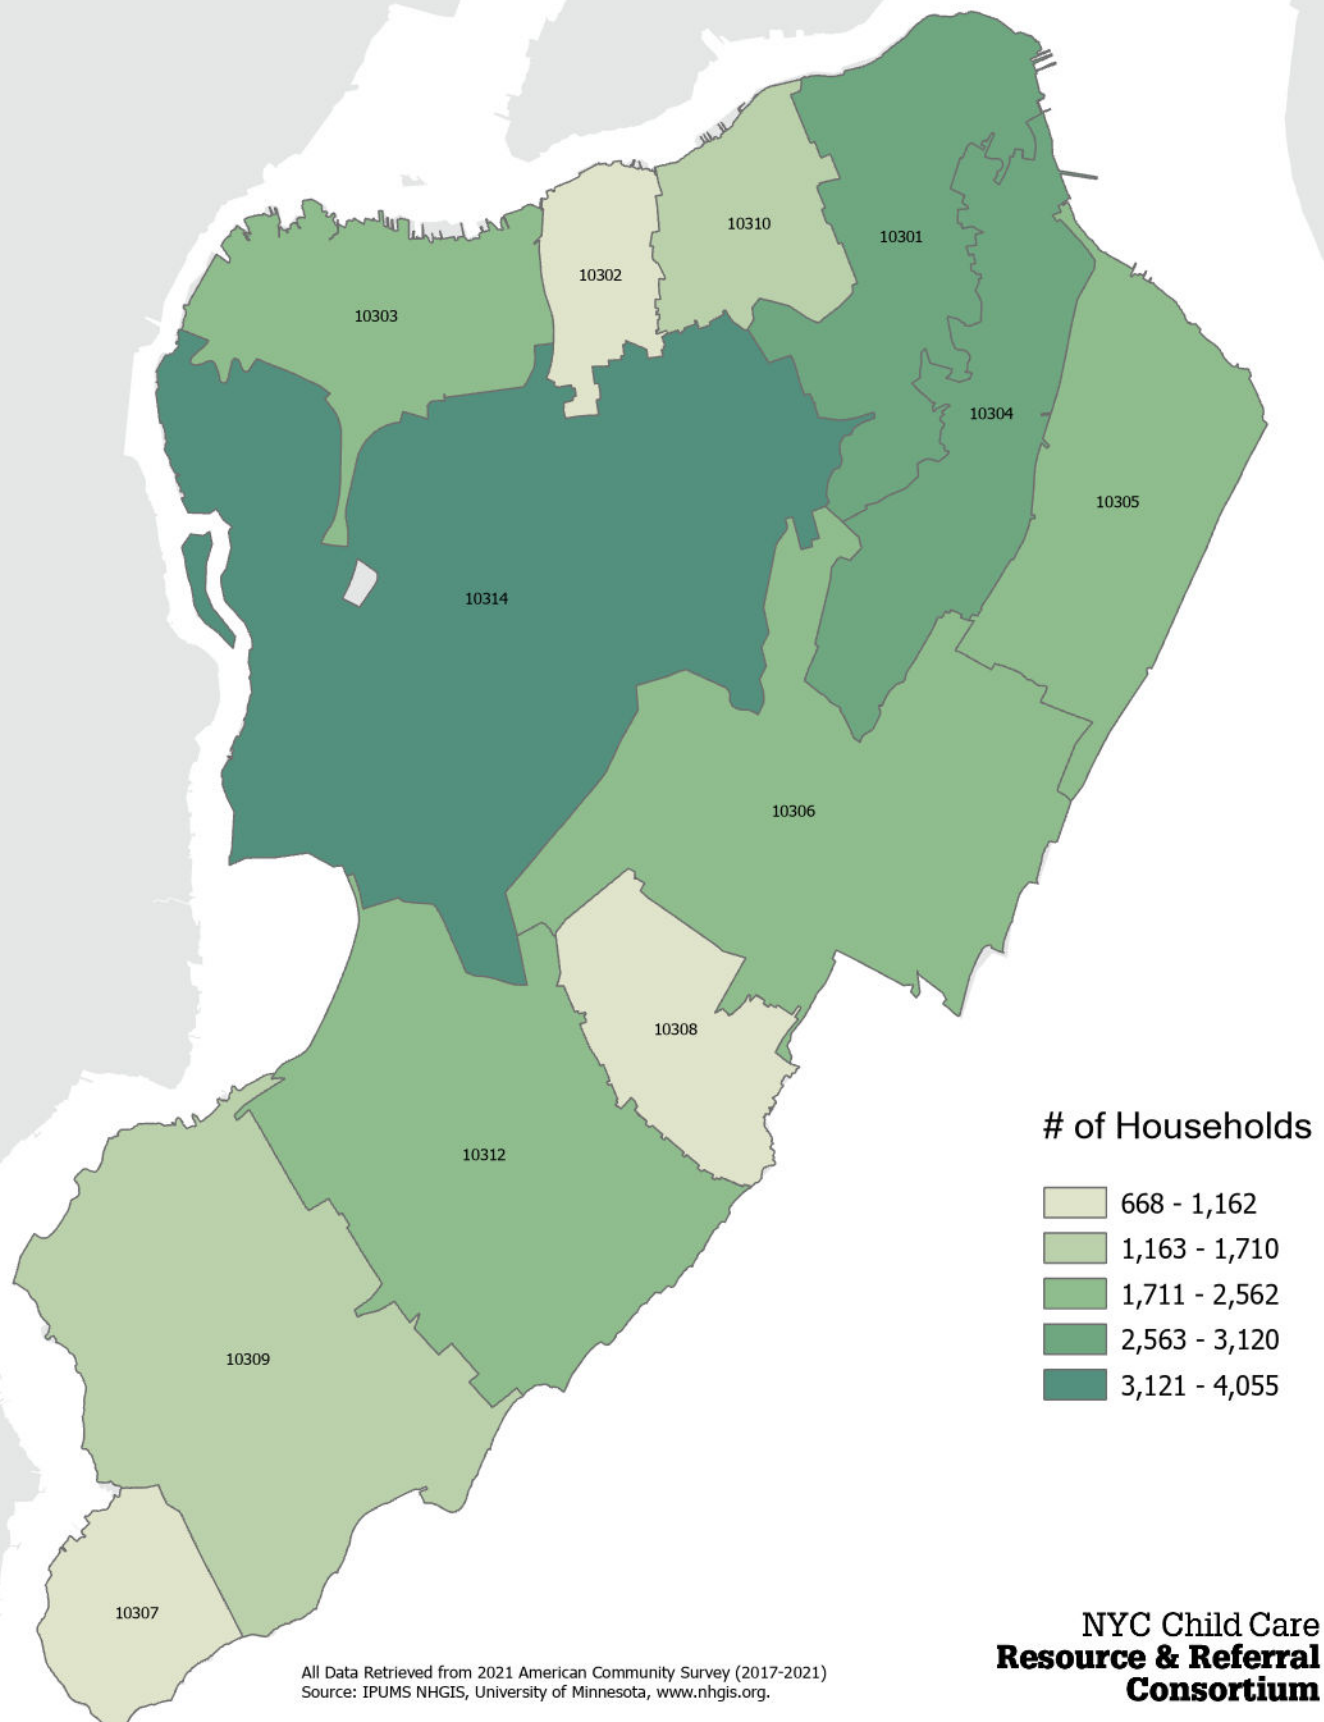 10310
10301
10302
10303
10304
10305
10314
10306
10308
10312
10309
10307
# of Households
668 - 1,162
1,163 - 1,710
1,711 - 2,562
2,563 - 3,120
3,121 - 4,055
All Data Retrieved from 2021 American Community Survey (2017-2021)
Source: IPUMS NHGIS, University of Minnesota, www.nhgis.org.
NYC Child Care
Resource & Referral
Consortium